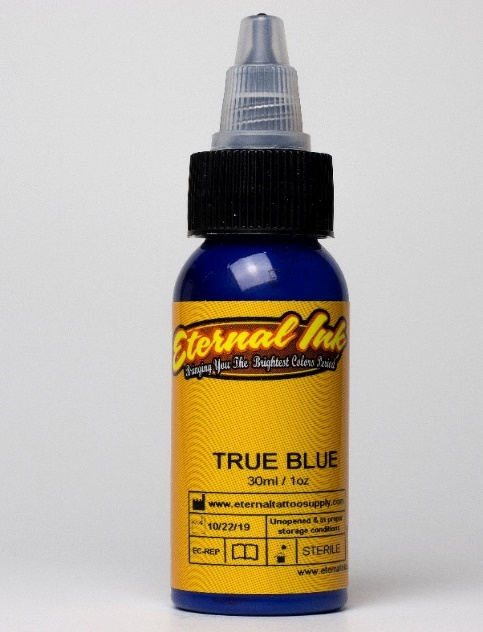 Eternal Ink
Bringing You The Brightest Colors Period
TRUE BLUE
30ml / 1oz
www.eternaltattoosupply.com
10/22/19
Unopened & in proper
storage conditions
EC-REP
STERILE
www.eternal